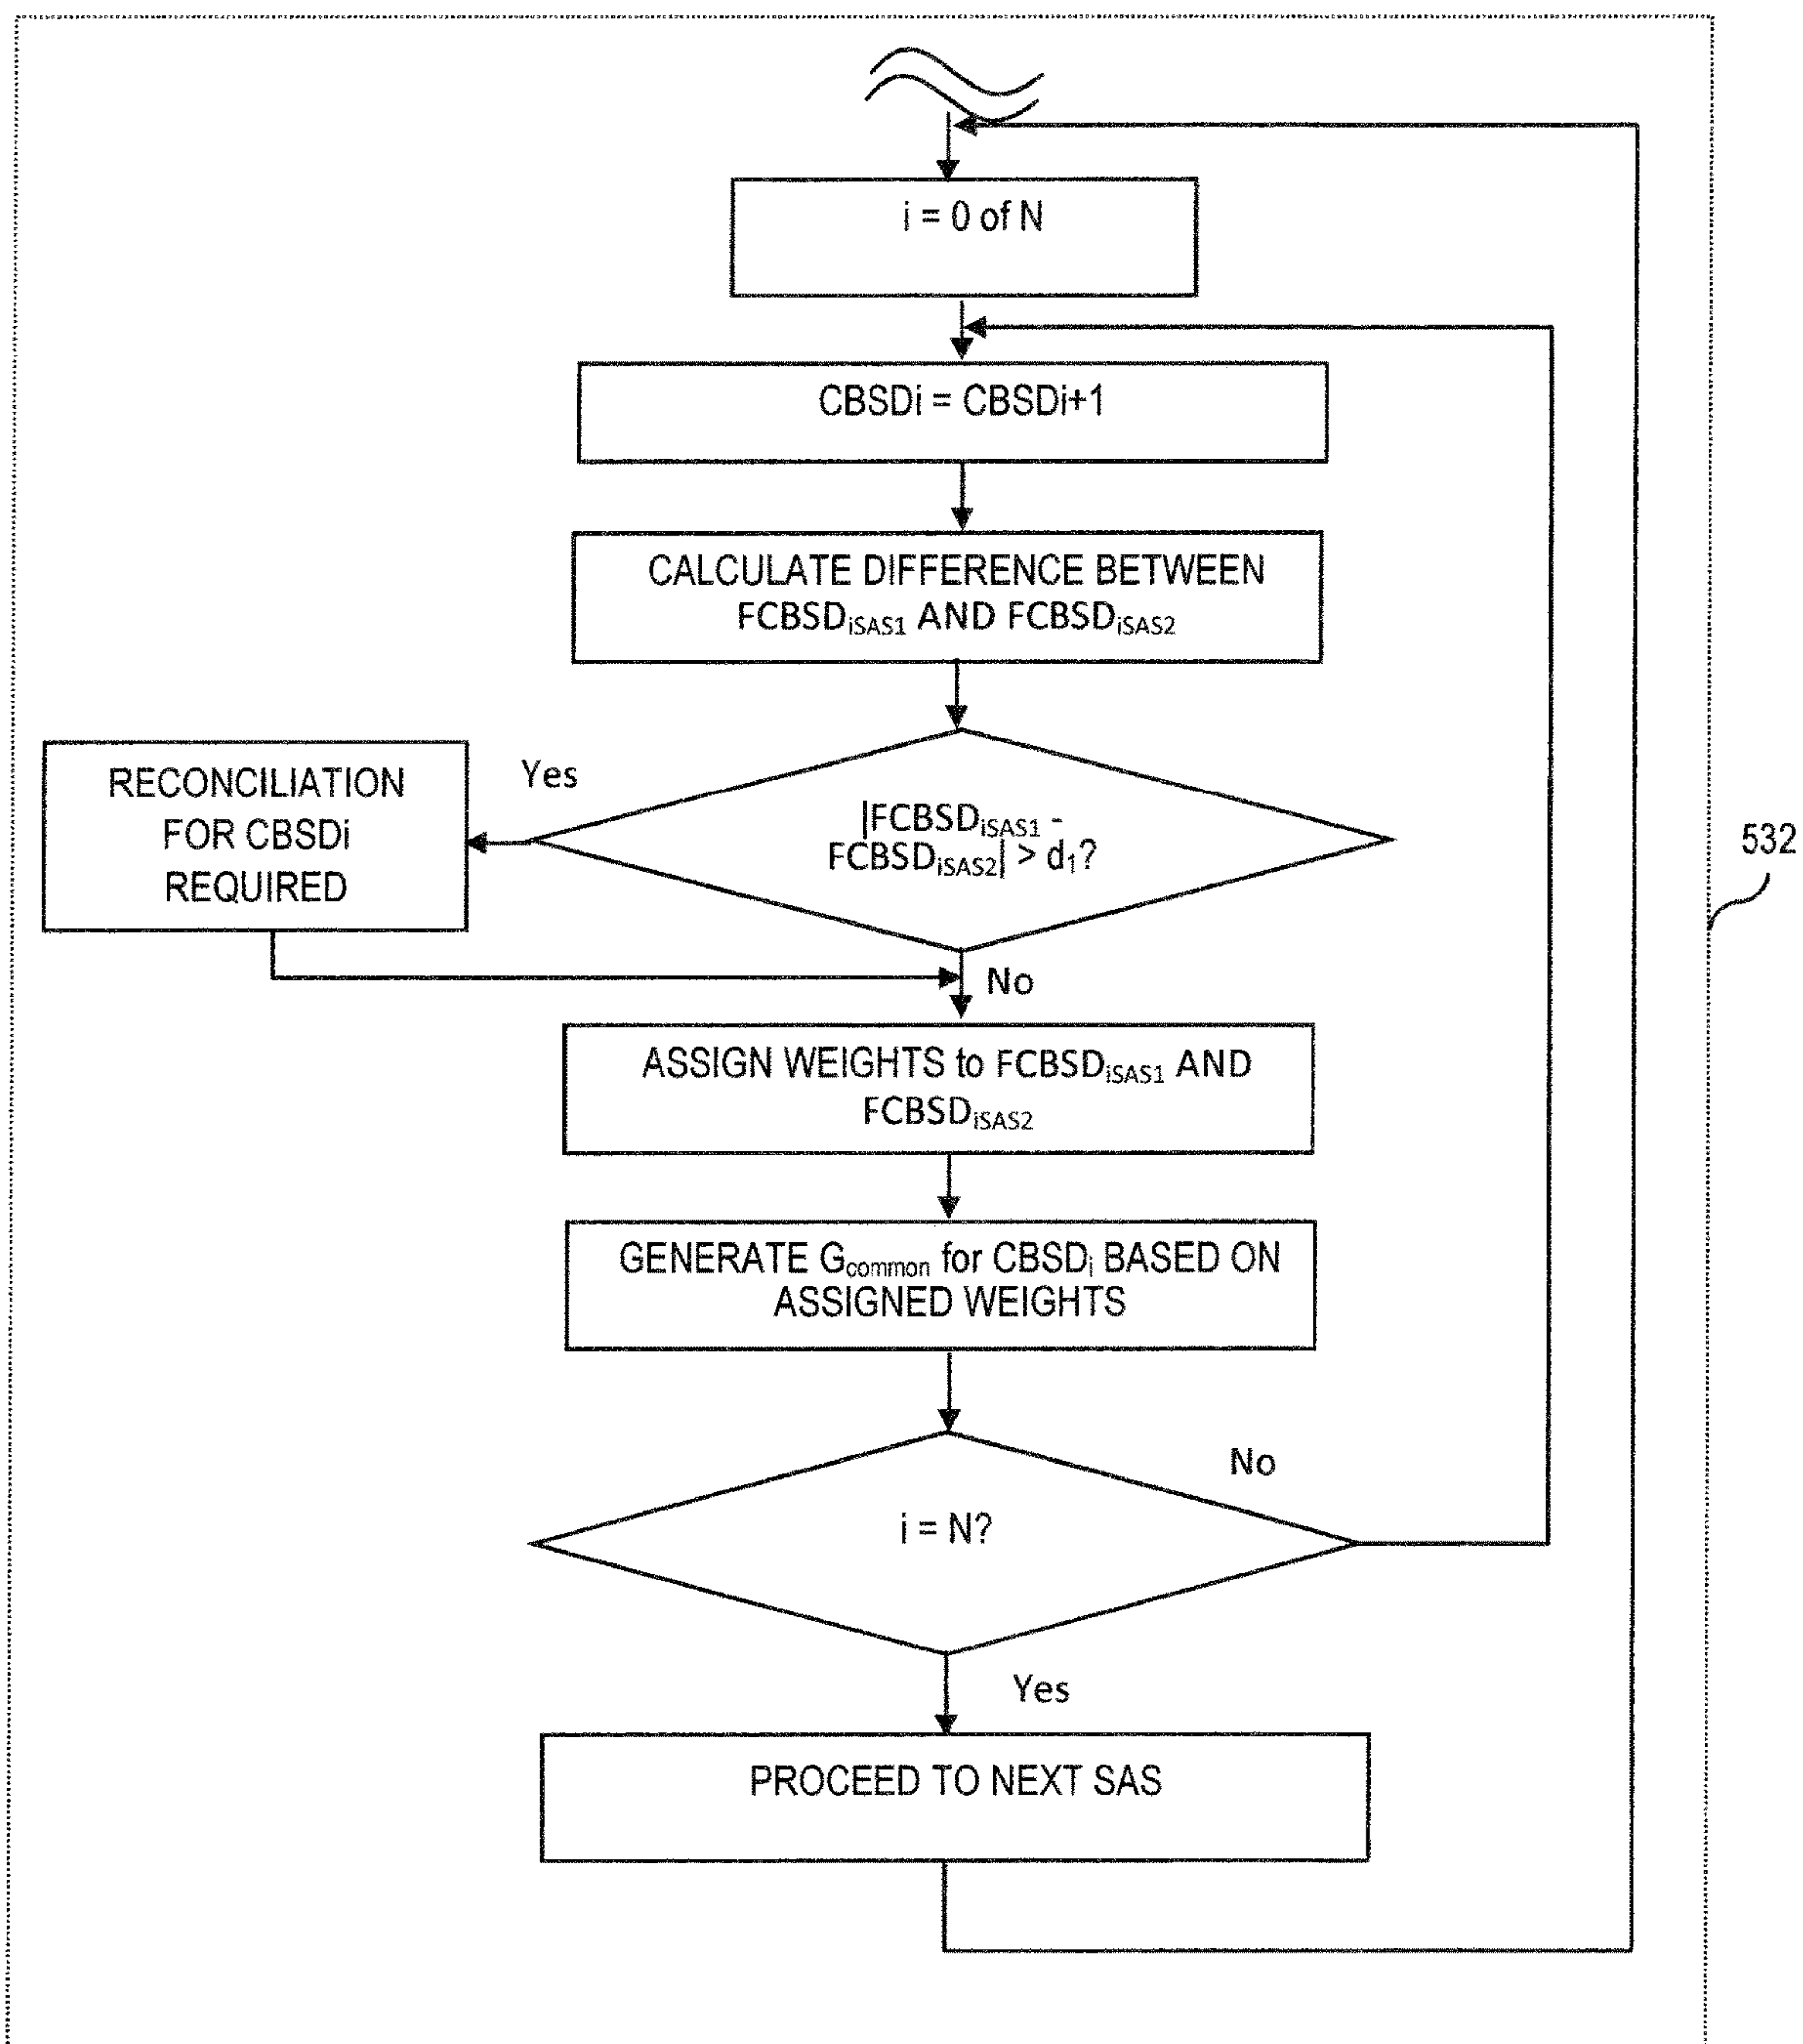 i = 0 of N
CBSDi = CBSDi+1
CALCULATE DIFFERENCE BETWEEN
FCBSDiSAS1 AND FCBSDiSAS2
Yes
RECONCILIATION
FOR CBSDi
REQUIRED
|FCBSDiSAS1 -
FCBSDiSAS2| > d1?
532
No
ASSIGN WEIGHTS to FCBSDiSAS1 AND
FCBSDiSAS2
GENERATE Gcommon for CBSDi BASED ON
ASSIGNED WEIGHTS
No
i = N?
Yes
PROCEED TO NEXT SAS